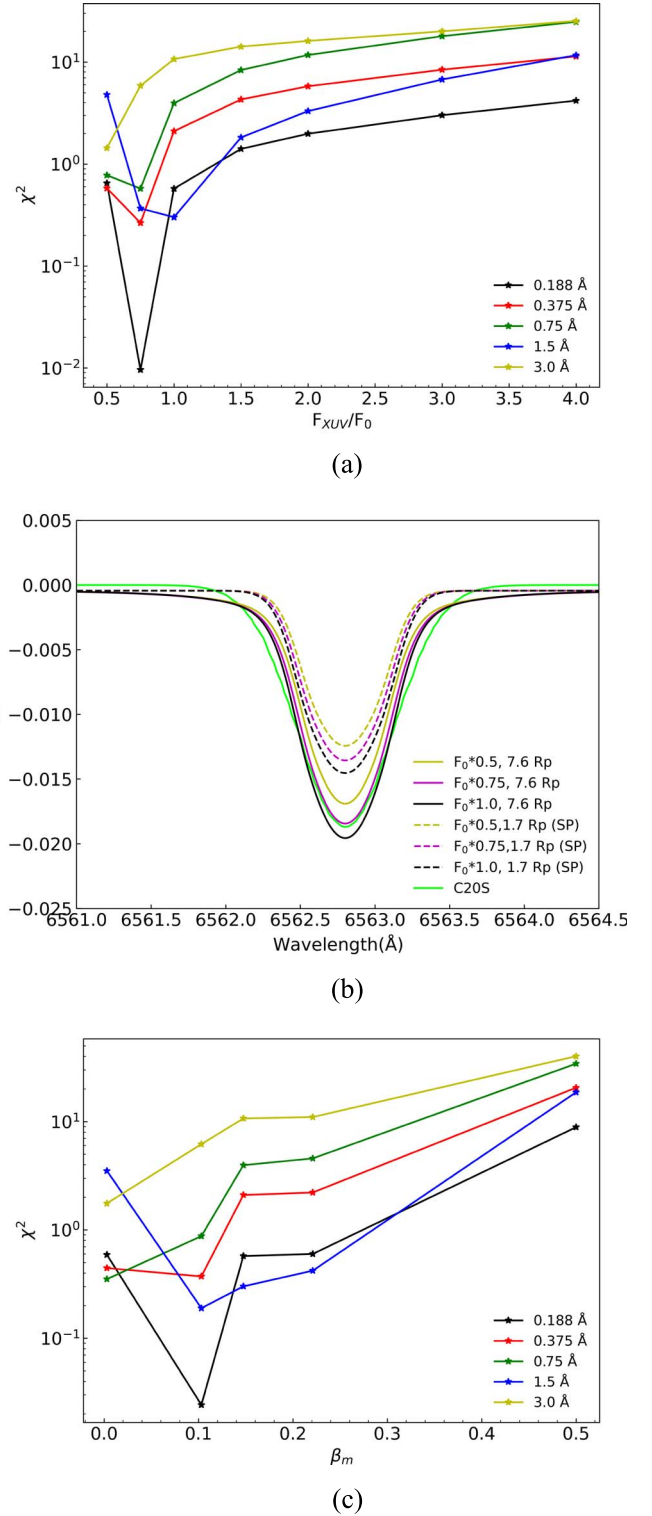 10¹
10⁰
10⁻¹
10⁻²
χ²
0.188 Å
0.375 Å
0.75 Å
1.5 Å
3.0 Å
0.5 1.0 1.5 2.0 2.5 3.0 3.5 4.0
F_XUV/F₀
(a)
0.005
0.000
−0.005
−0.010
−0.015
−0.020
−0.025
F₀*0.5, 7.6 Rp
F₀*0.75, 7.6 Rp
F₀*1.0, 7.6 Rp
F₀*0.5,1.7 Rp (SP)
F₀*0.75,1.7 Rp (SP)
F₀*1.0, 1.7 Rp (SP)
C20S
6561.0 6561.5 6562.0 6562.5 6563.0 6563.5 6564.0 6564.5
Wavelength(Å)
(b)
10¹
10⁰
10⁻¹
χ²
0.188 Å
0.375 Å
0.75 Å
1.5 Å
3.0 Å
0.0 0.1 0.2 0.3 0.4 0.5
βₘ
(c)